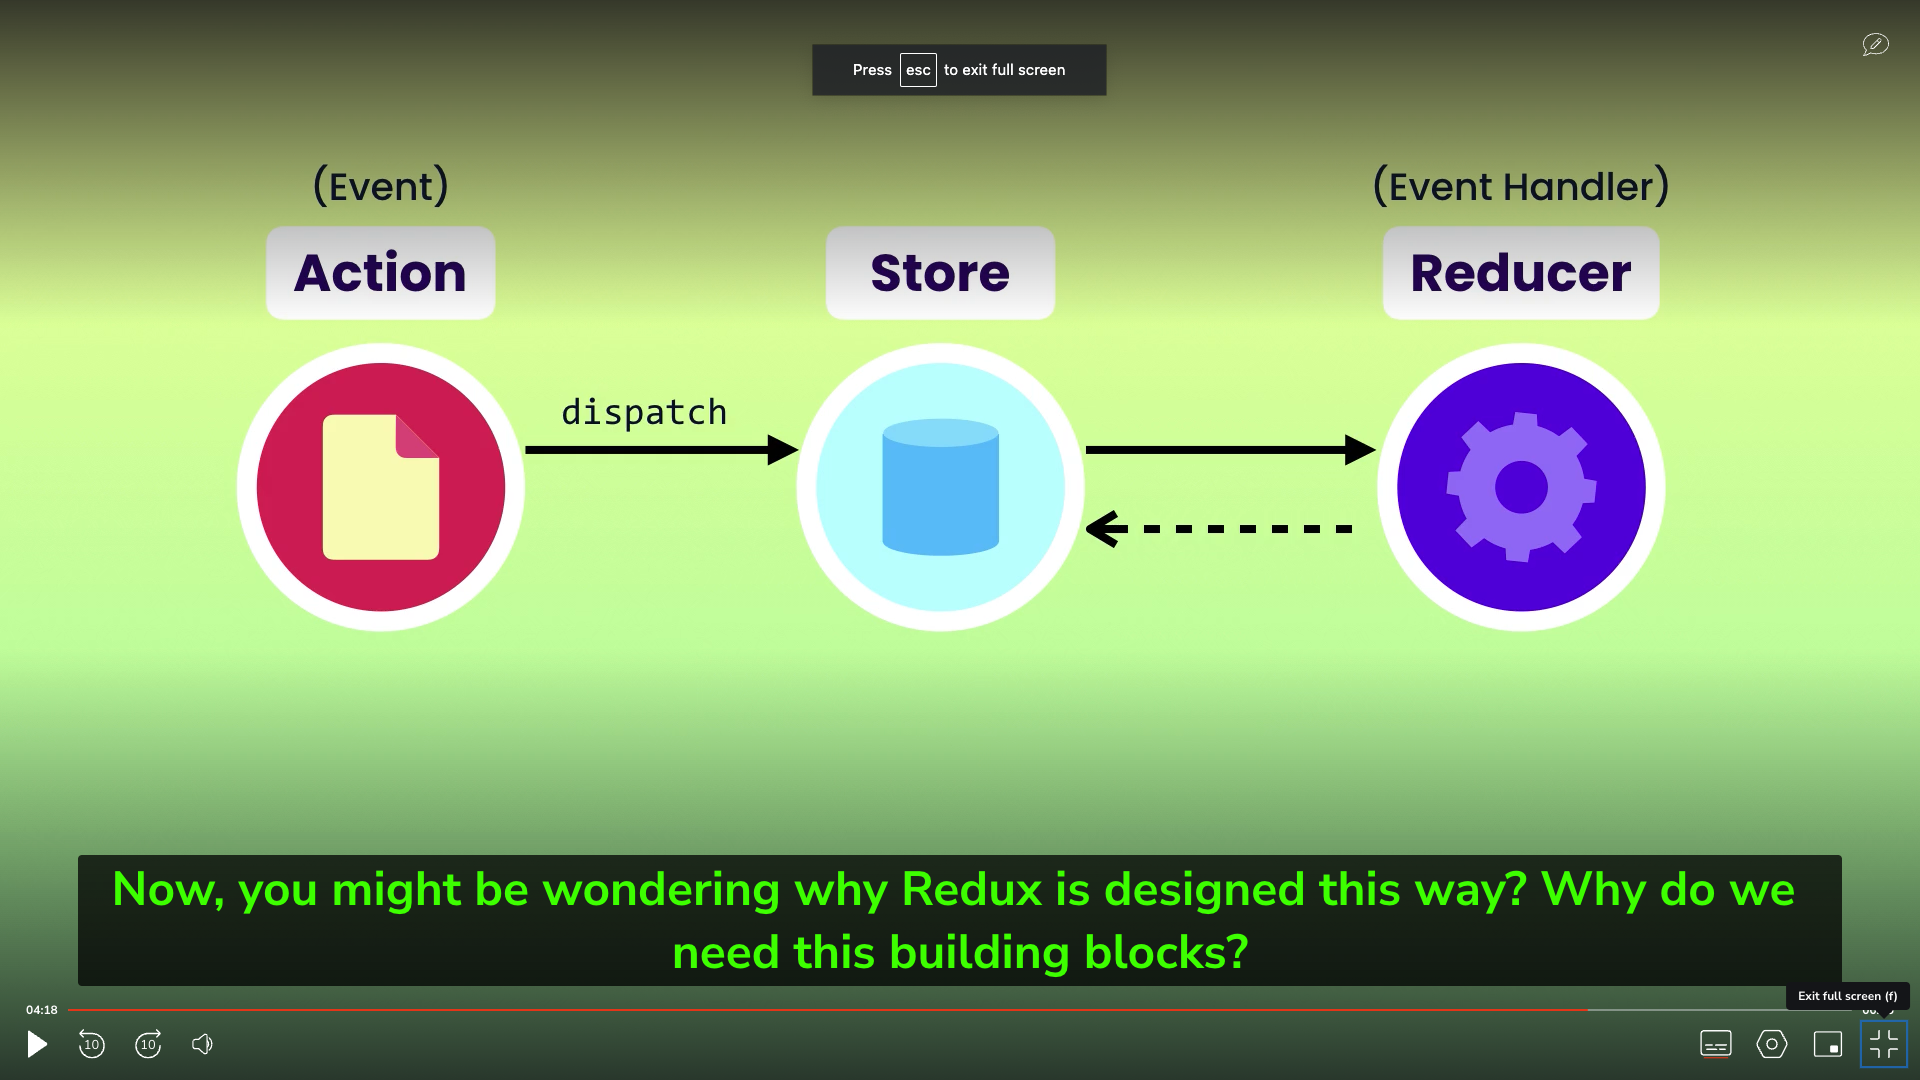 Press esc to exit full screen
(Event)
(Event Handler)
Action
Store
Reducer
dispatch
Now, you might be wondering why Redux is designed this way? Why do we
need this building blocks?
Exit full screen (f)
04:18
10
10